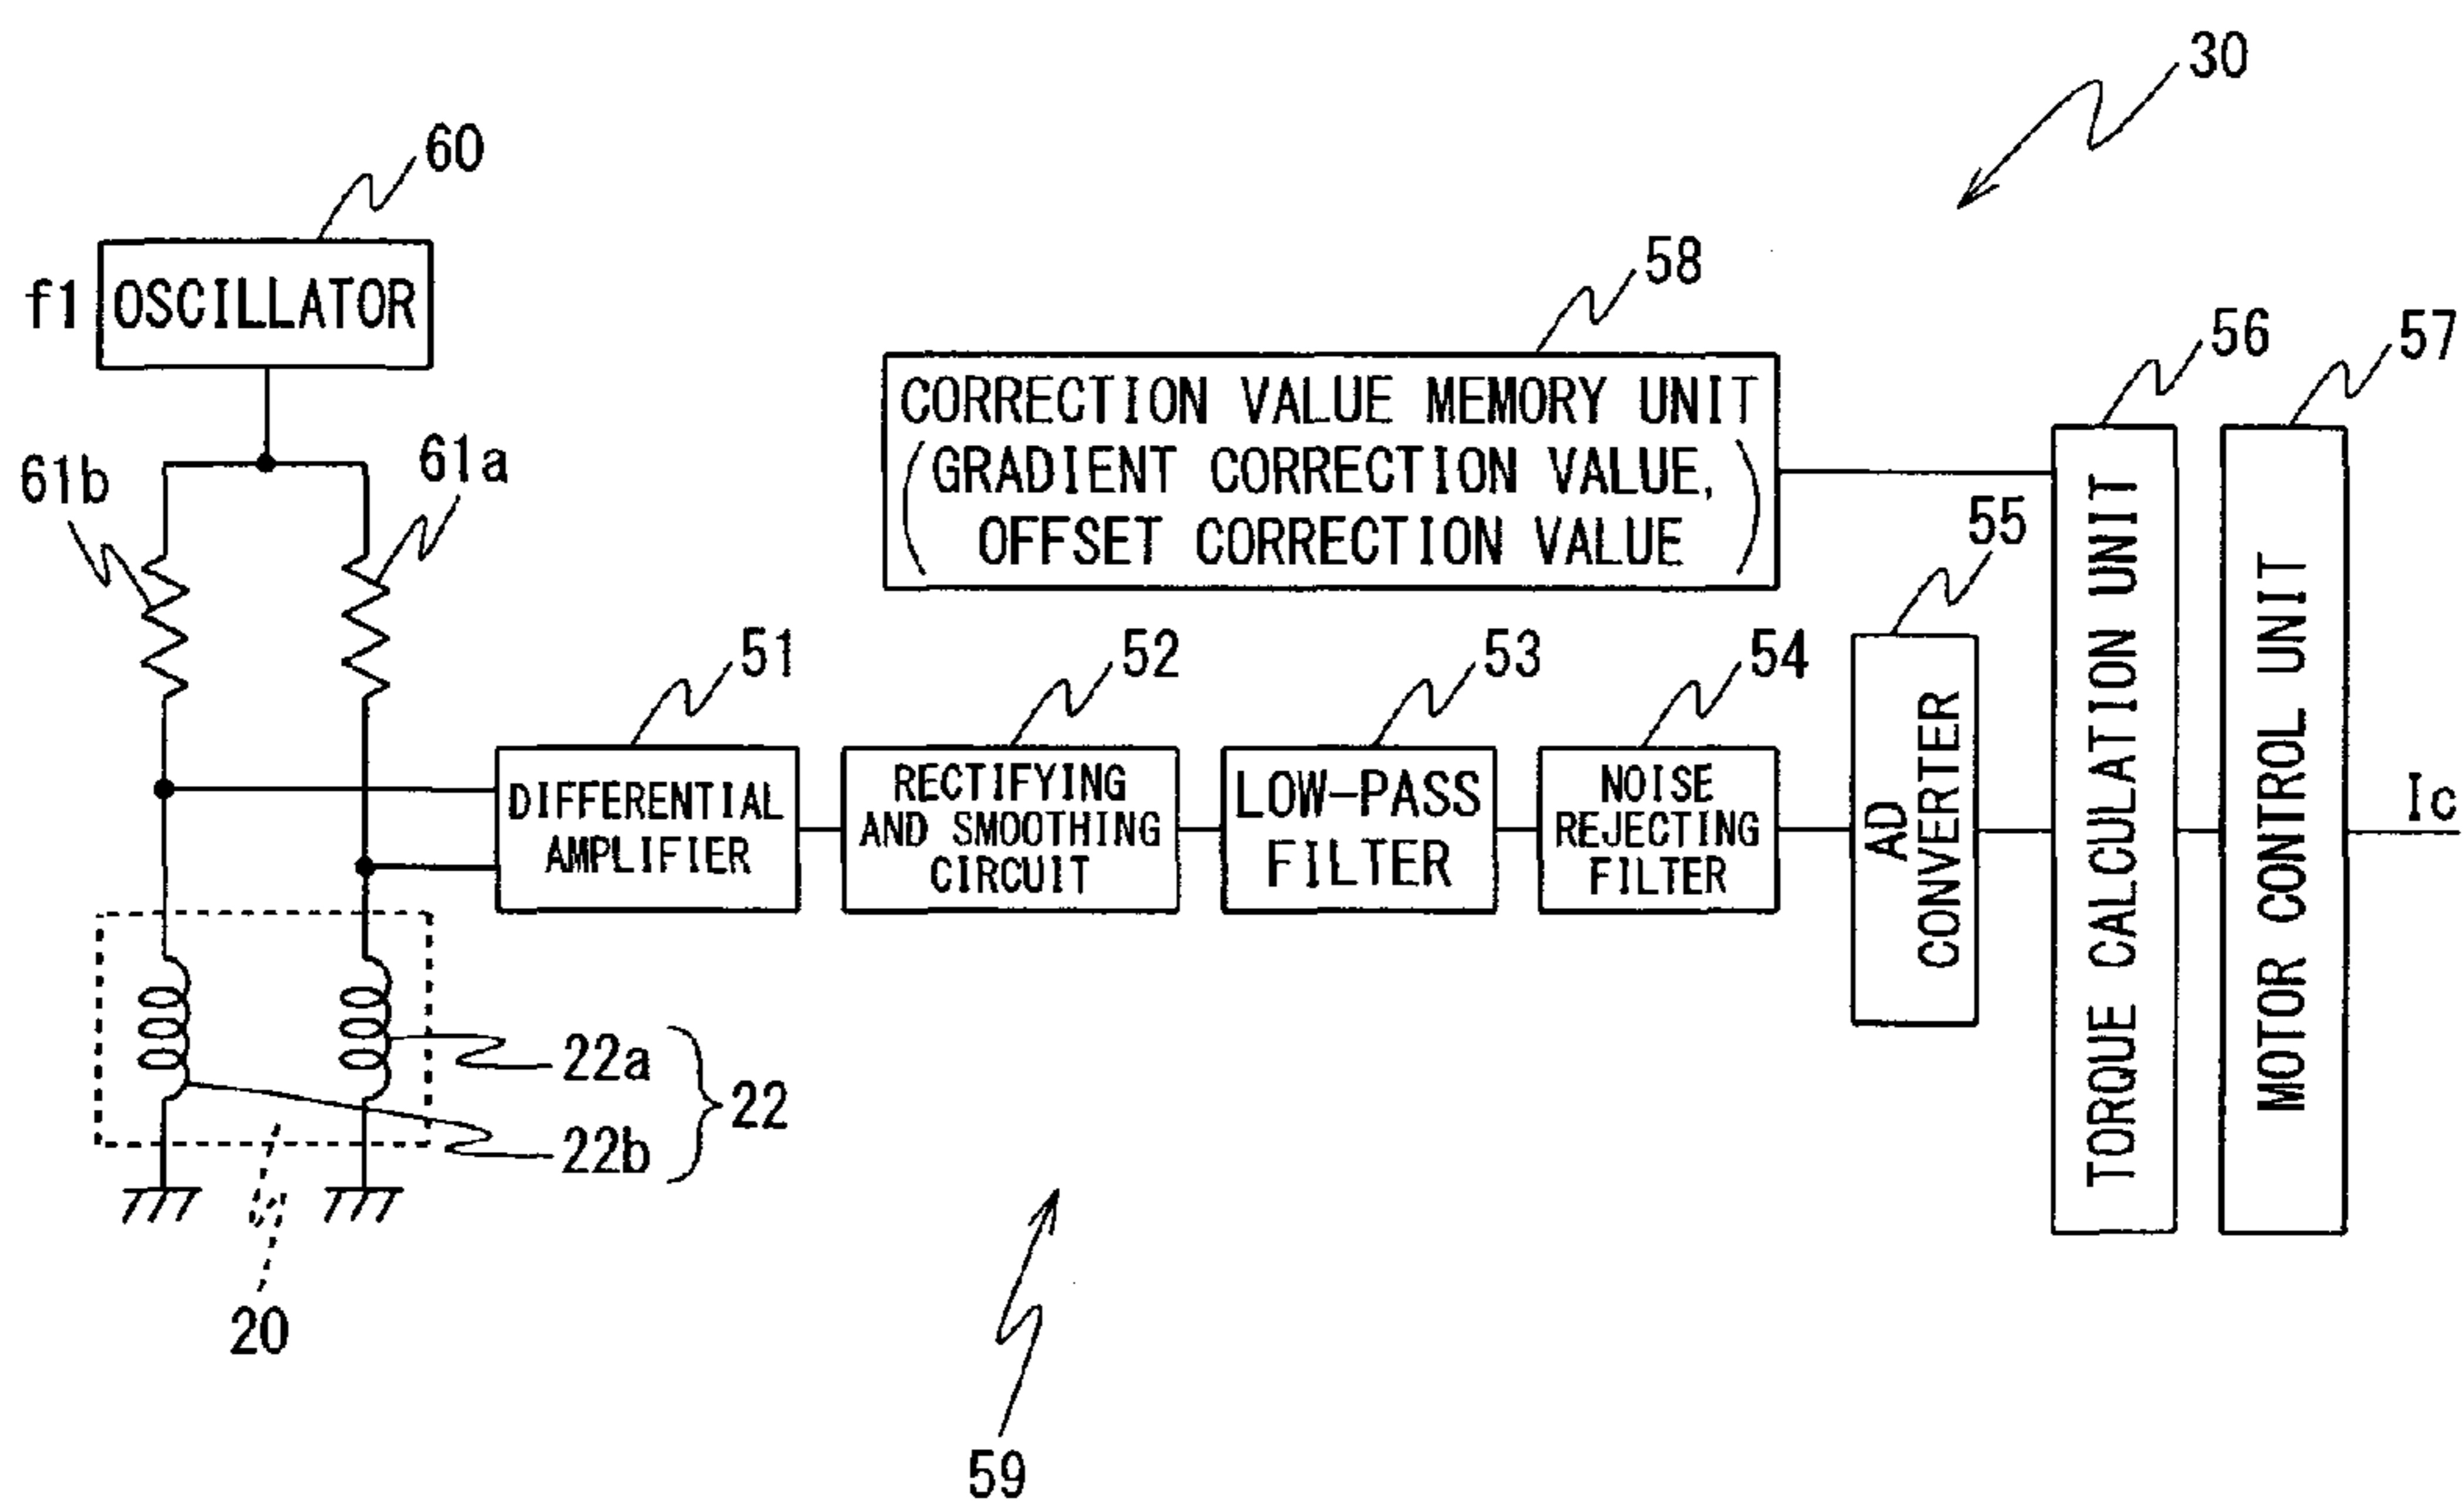 30
60
f1 OSCILLATOR
58
56
57
61b
61a
CORRECTION VALUE MEMORY UNIT
(GRADIENT CORRECTION VALUE,
OFFSET CORRECTION VALUE)
55
51
52
53
54
DIFFERENTIAL
AMPLIFIER
RECTIFYING
AND SMOOTHING
CIRCUIT
LOW-PASS
FILTER
NOISE
REJECTING
FILTER
AD
CONVERTER
TORQUE CALCULATION UNIT
MOTOR CONTROL UNIT
Ic
22a
22b
22
20
59